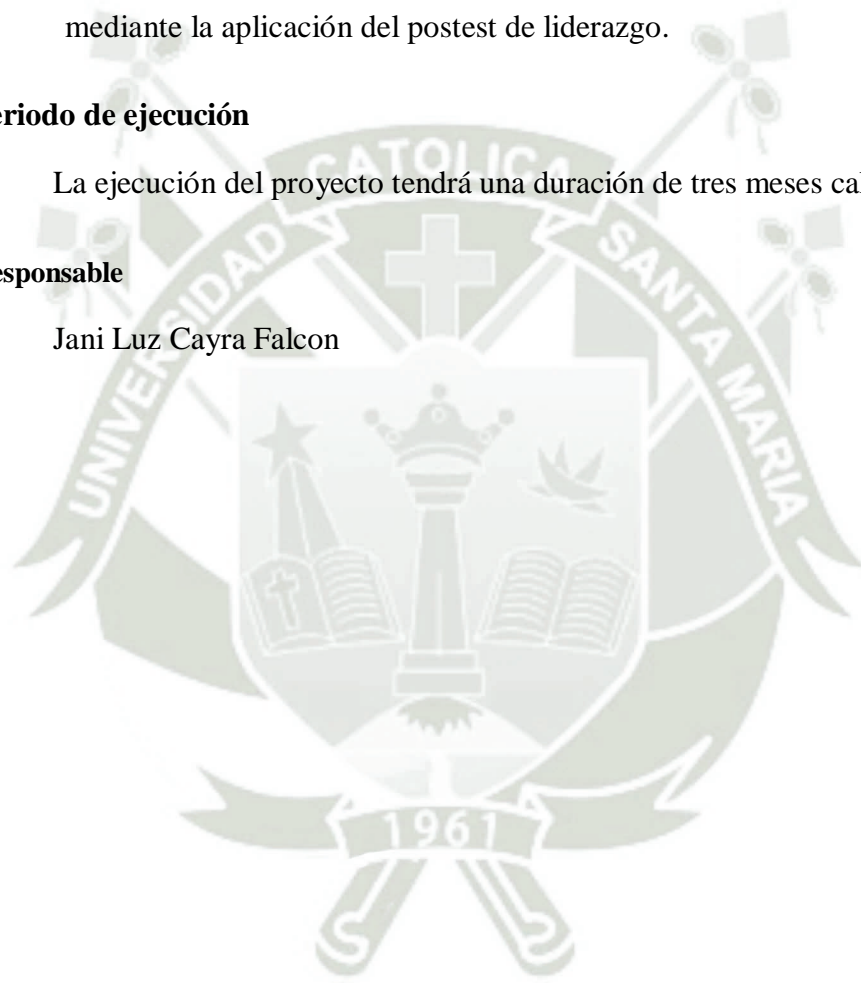 mediante la aplicación del postest de liderazgo.
eriodo de ejecución
La ejecución del proyecto tendrá una duración de tres meses cal
esponsable
Jani Luz Cayra Falcon
UNIVERSIDAD CATOLICA SANTA MARIA
1961